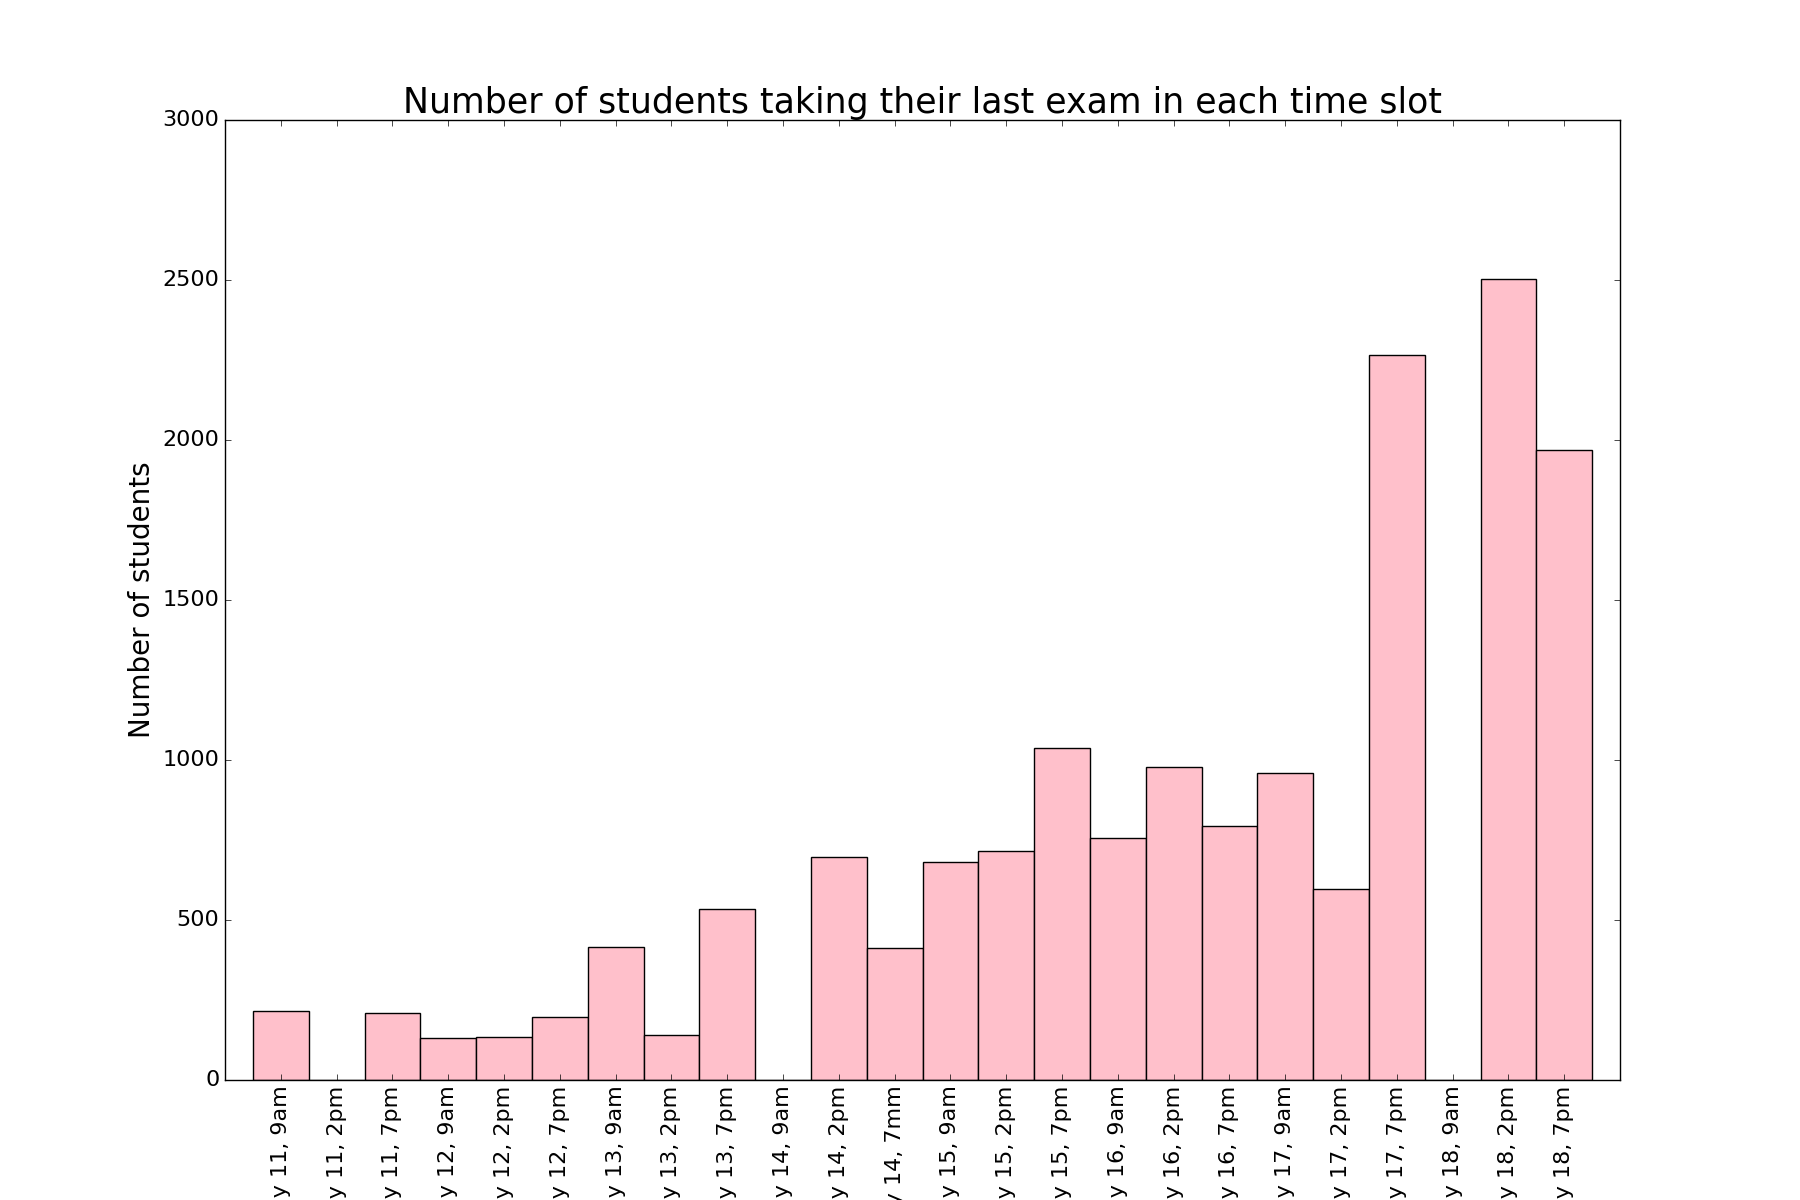 Number of students taking their last exam in each time slot
3000
2500
2000
1500
1000
500
0
Number of students
y 11, 9am
y 11, 2pm
y 11, 7pm
y 12, 9am
y 12, 2pm
y 12, 7pm
y 13, 9am
y 13, 2pm
y 13, 7pm
y 14, 9am
y 14, 2pm
y 14, 7mm
y 15, 9am
y 15, 2pm
y 15, 7pm
y 16, 9am
y 16, 2pm
y 16, 7pm
y 17, 9am
y 17, 2pm
y 17, 7pm
y 18, 9am
y 18, 2pm
y 18, 7pm